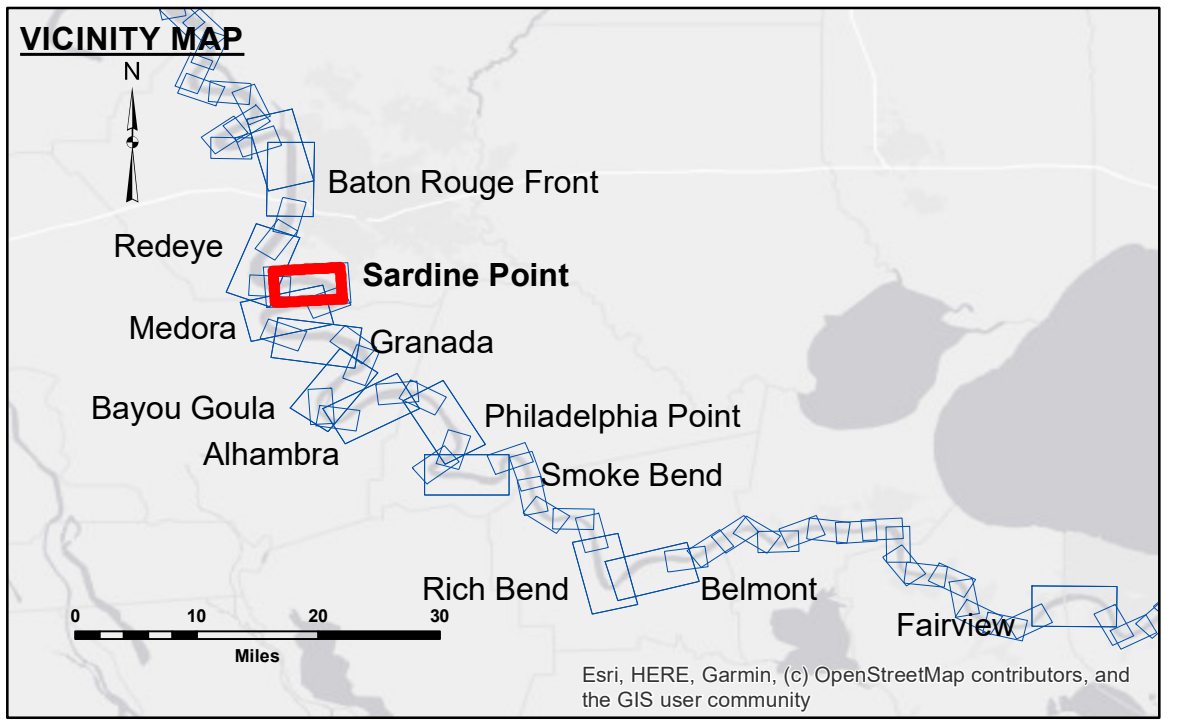 VICINITY MAP
N
Baton Rouge Front
Redeye
Sardine Point
Medora
Granada
Bayou Goula
Philadelphia Point
Alhambra
Smoke Bend
Rich Bend
Belmont
Fairview
0 10 20 30
Miles
Esri, HERE, Garmin, (c) OpenStreetMap contributors, and
the GIS user community